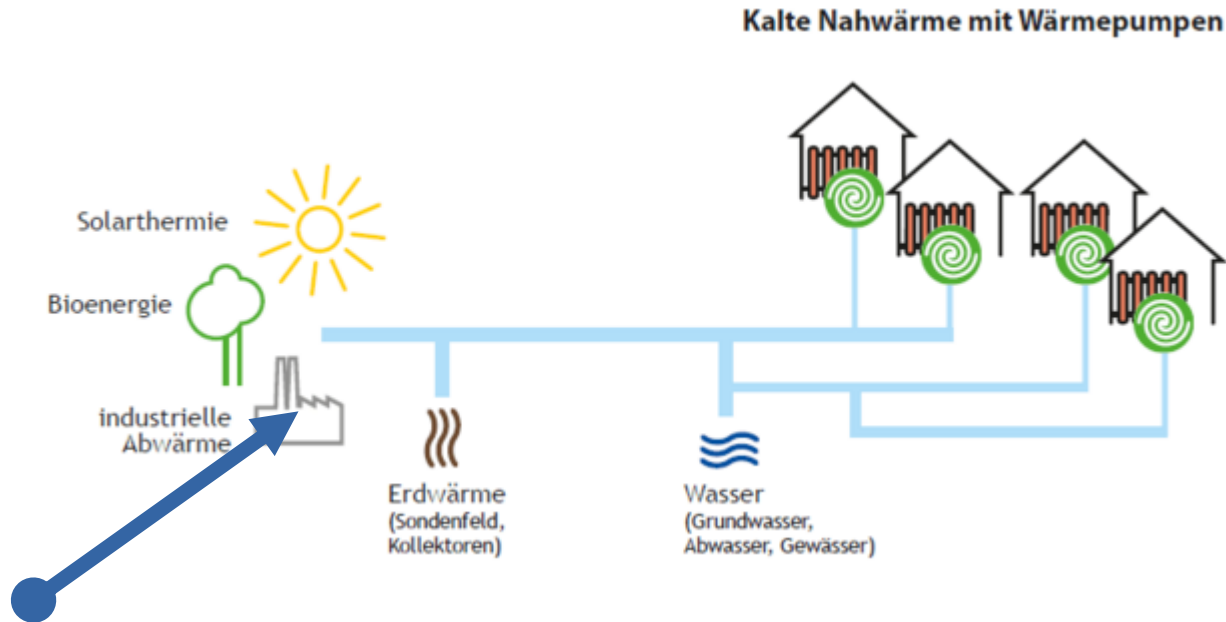 Kalte Nahwärme mit Wärmepumpen
Solarthermie
Bioenergie
industrielle
Abwärme
Erdwärme
(Sondenfeld,
Kollektoren)
Wasser
(Grundwasser,
Abwasser, Gewässer)